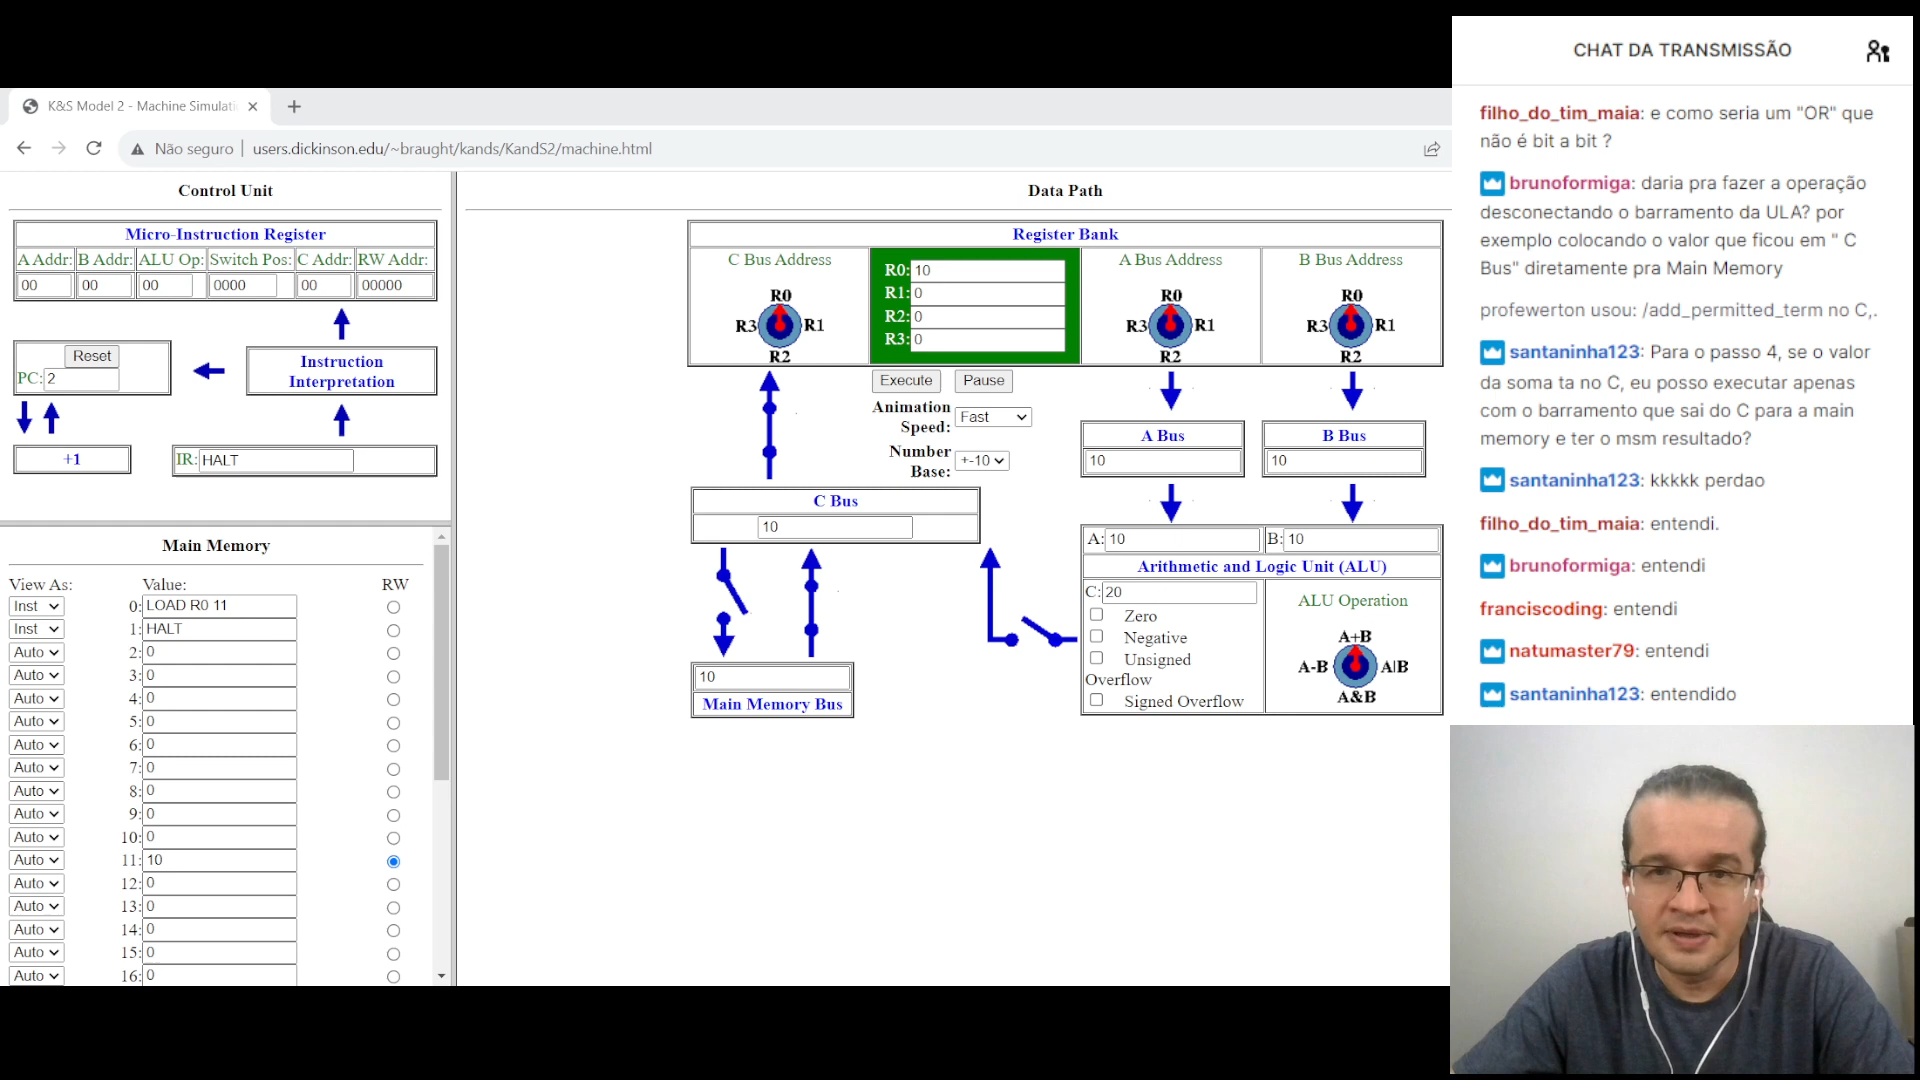 K&S Model 2 - Machine Simulati
Não seguro
users.dickinson.edu/~braught/kands/KandS2/machine.html
Control Unit
Micro-Instruction Register
A Addr: B Addr: ALU Op: Switch Pos: C Addr: RW Addr:
00 00 00 0000 00 00000
Reset
PC: 2
Instruction
Interpretation
+1
IR: HALT
Main Memory
View As: Value: RW
Inst 0: LOAD R0 11
Inst 1: HALT
Auto 2: 0
Auto 3: 0
Auto 4: 0
Auto 5: 0
Auto 6: 0
Auto 7: 0
Auto 8: 0
Auto 9: 0
Auto 10: 0
Auto 11: 10
Auto 12: 0
Auto 13: 0
Auto 14: 0
Auto 15: 0
Auto 16: 0
Data Path
Register Bank
C Bus Address
R0
R3 R1
R2
R0: 10
R1: 0
R2: 0
R3: 0
A Bus Address
R0
R3 R1
R2
B Bus Address
R0
R3 R1
R2
Execute Pause
Animation
Speed: Fast
Number
Base: +-10
A Bus
10
B Bus
10
C Bus
10
A: 10 B: 10
Arithmetic and Logic Unit (ALU)
C: 20
Zero
Negative
Unsigned
Overflow
Signed Overflow
ALU Operation
A+B
A-B A|B
A&B
10
Main Memory Bus
CHAT DA TRANSMISSÃO
filho_do_tim_maia: e como seria um "OR" que
não é bit a bit ?
brunoformiga: daria pra fazer a operação
desconectando o barramento da ULA? por
exemplo colocando o valor que ficou em " C
Bus" diretamente pra Main Memory
profewerton usou: /add_permitted_term no C,.
santaninha123: Para o passo 4, se o valor
da soma ta no C, eu posso executar apenas
com o barramento que sai do C para a main
memory e ter o msm resultado?
santaninha123: kkkkk perdao
filho_do_tim_maia: entendi.
brunoformiga: entendi
franciscoding: entendi
natumaster79: entendi
santaninha123: entendido